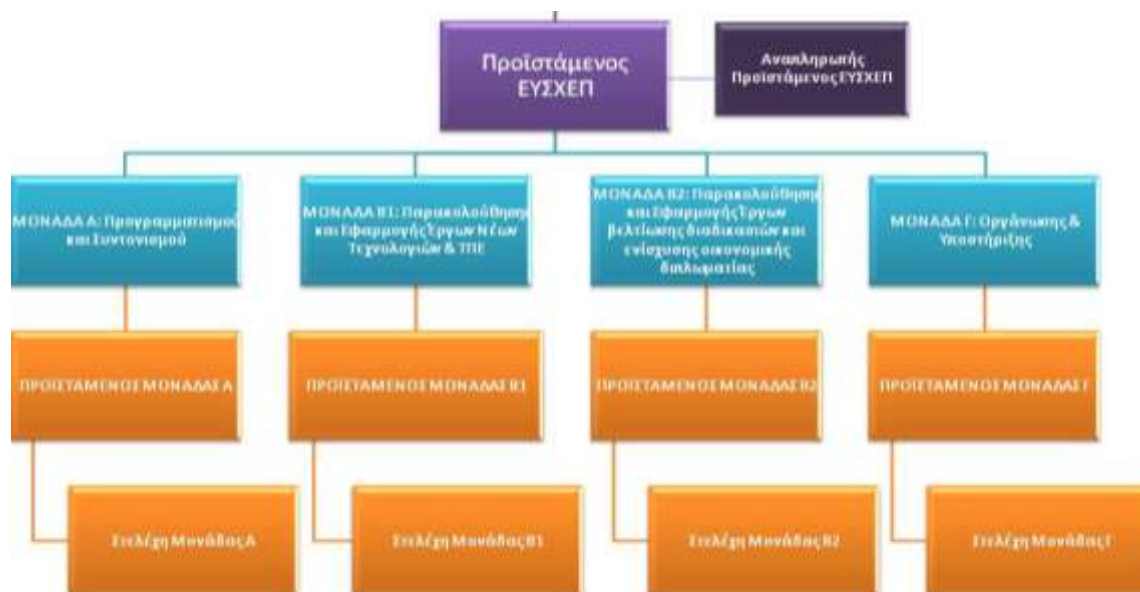 Προϊστάμενος
ΕΥΣΧΕΠ
Αναπληρωτής
Προϊστάμενος ΕΥΣΧΕΠ
ΜΟΝΑΔΑ Α: Προγραμματισμού
και Συντονισμού
ΜΟΝΑΔΑ Β1: Παρακολούθησης
και Εφαρμογής Έργων Νέων
Τεχνολογιών & ΤΠΕ
ΜΟΝΑΔΑ Β2: Παρακολούθησης
και Εφαρμογής Έργων
βελτίωσης διαδικασιών και
ενίσχυσης οικονομικής
διπλωματίας
ΜΟΝΑΔΑ Γ: Οργάνωσης &
Υποστήριξης
ΠΡΟΪΣΤΑΜΕΝΟΣ ΜΟΝΑΔΑΣ Α
ΠΡΟΪΣΤΑΜΕΝΟΣ ΜΟΝΑΔΑΣ Β1
ΠΡΟΪΣΤΑΜΕΝΟΣ ΜΟΝΑΔΑΣ Β2
ΠΡΟΪΣΤΑΜΕΝΟΣ ΜΟΝΑΔΑΣ Γ
Στελέχη Μονάδας Α
Στελέχη Μονάδας Β1
Στελέχη Μονάδας Β2
Στελέχη Μονάδας Γ